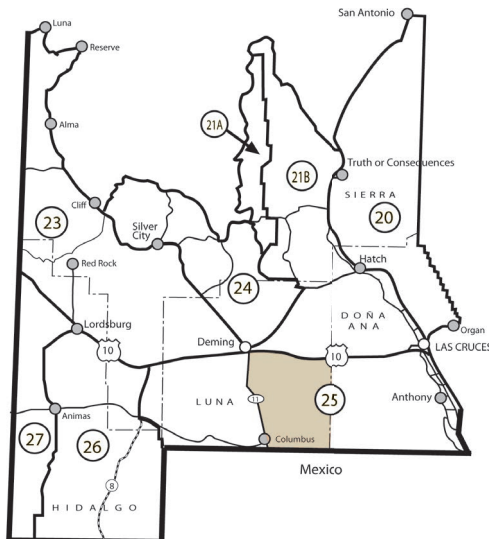 San Antonio
Luna
Reserve
Alma
21A
Truth or Consequences
21B
SIERRA
Cliff
23
20
Silver
City
Hatch
Red Rock
24
DOÑA
ANA
Organ
Lordsburg
Deming
LAS CRUCES
10
10
LUNA
11
25
Anthony
Animas
Columbus
27
26
Mexico
8
HIDALGO